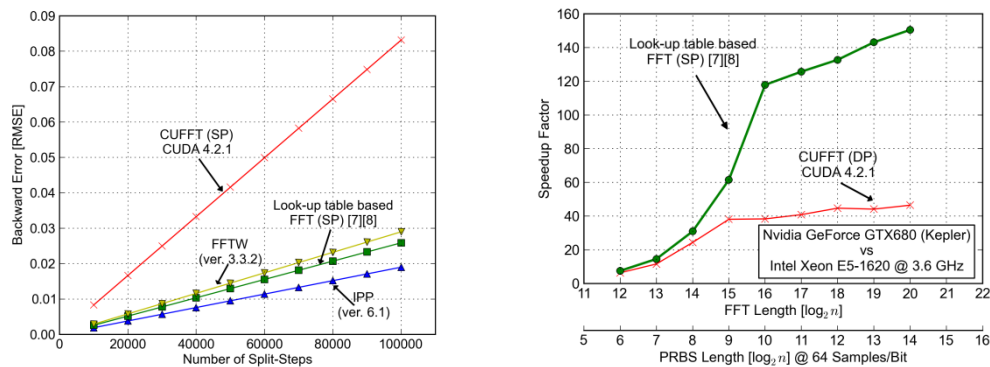 0.09
0.08
0.07
0.06
0.05
0.04
0.03
0.02
0.01
0.00
Backward Error [RMSE]
CUFFT (SP)
CUDA 4.2.1
Look-up table based
FFT (SP) [7][8]
FFTW
(ver. 3.3.2)
IPP
(ver. 6.1)
0 20000 40000 60000 80000 100000
Number of Split-Steps
160
140
120
100
80
60
40
20
0
Speedup Factor
Look-up table based
FFT (SP) [7][8]
CUFFT (DP)
CUDA 4.2.1
Nvidia GeForce GTX680 (Kepler)
vs
Intel Xeon E5-1620 @ 3.6 GHz
11 12 13 14 15 16 17 18 19 20 21 22
FFT Length [log₂ n]
5 6 7 8 9 10 11 12 13 14 15 16
PRBS Length [log₂ n] @ 64 Samples/Bit